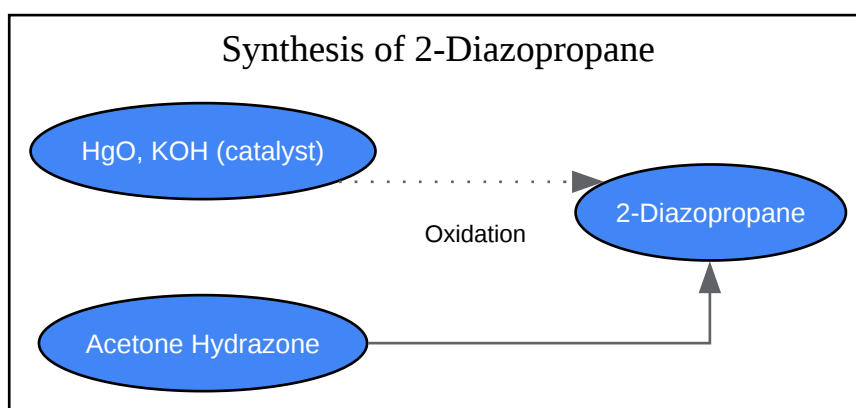 Synthesis of 2-Diazopropane
HgO, KOH (catalyst)
2-Diazopropane
Oxidation
Acetone Hydrazone